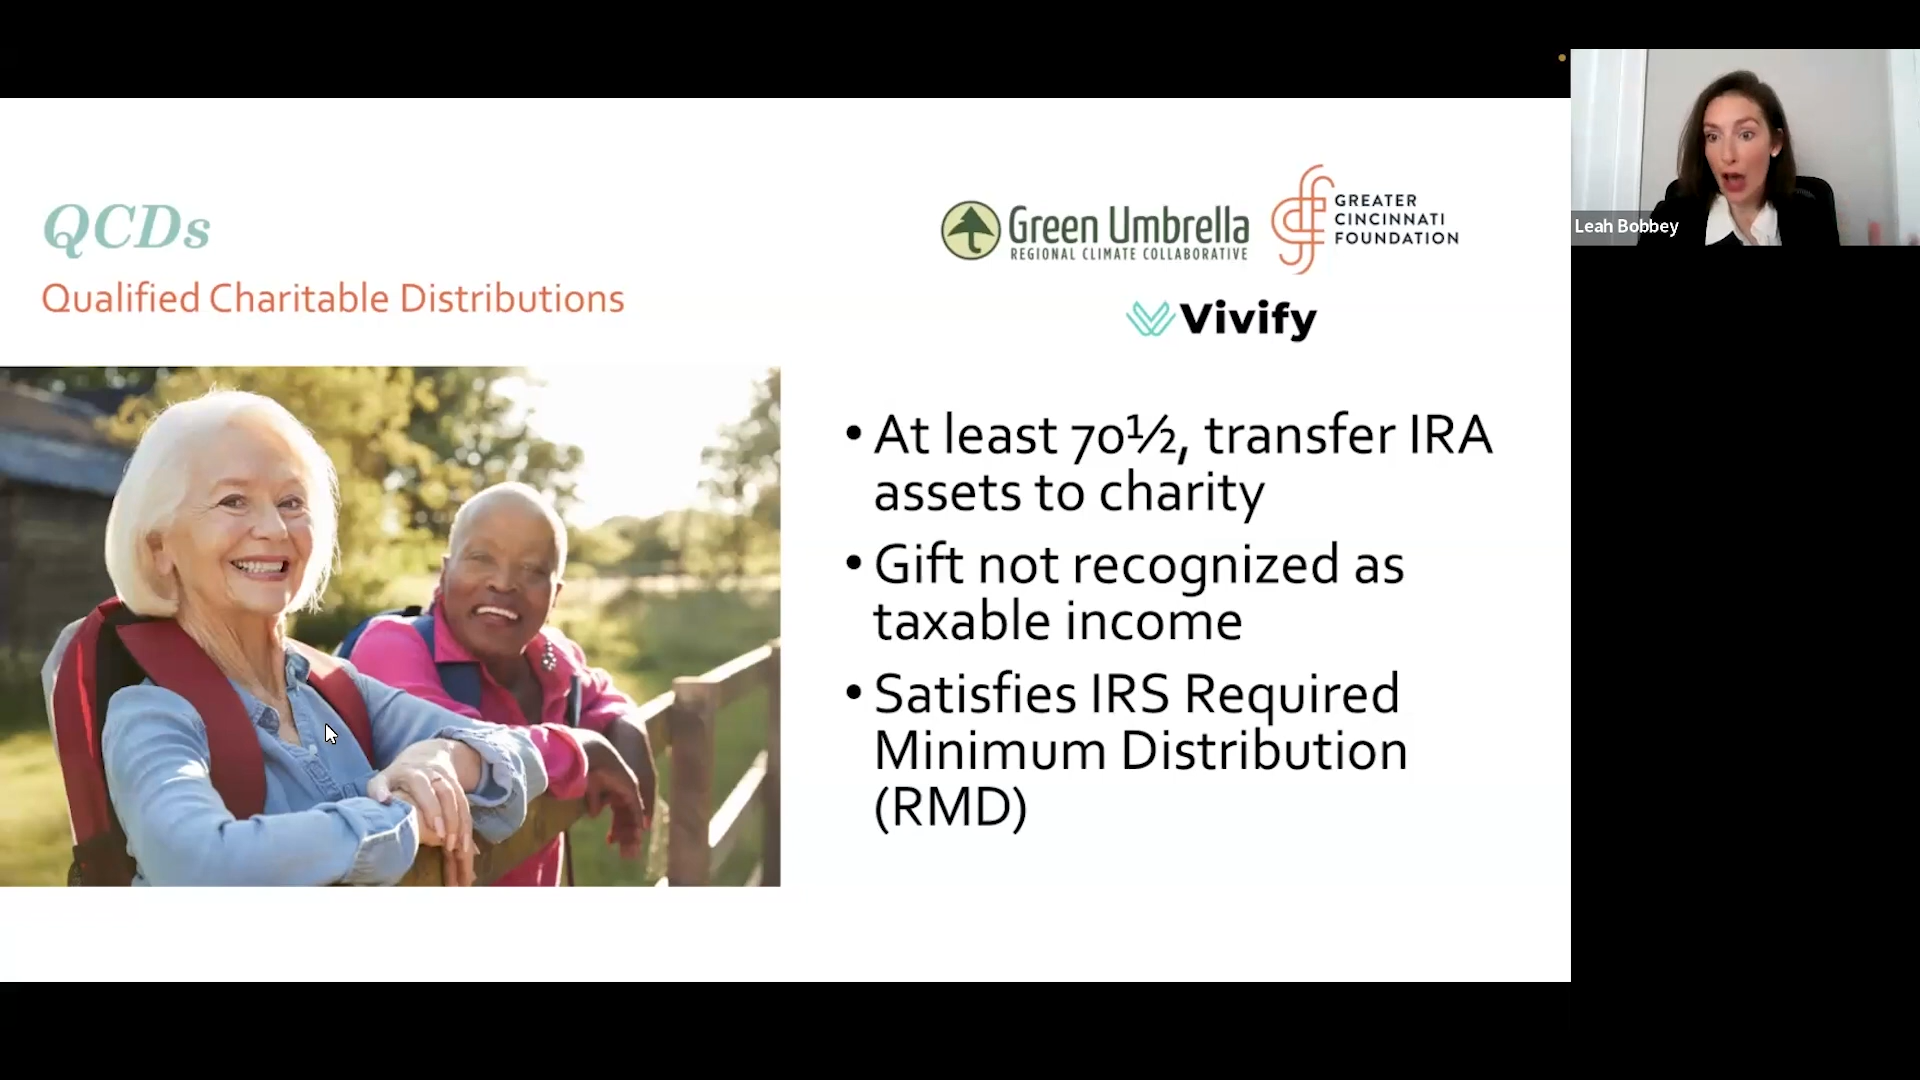 QCDs
Qualified Charitable Distributions
Green Umbrella
REGIONAL CLIMATE COLLABORATIVE
GREATER
CINCINNATI
FOUNDATION
Vivify
• At least 70½, transfer IRA
assets to charity
• Gift not recognized as
taxable income
• Satisfies IRS Required
Minimum Distribution
(RMD)
Leah Bobbey